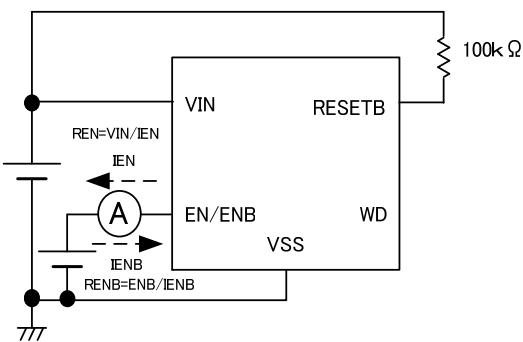 100kΩ
VIN
RESETB
REN=VIN/IEN
IEN
A
EN/ENB
WD
VSS
IENB
RENB=ENB/IENB